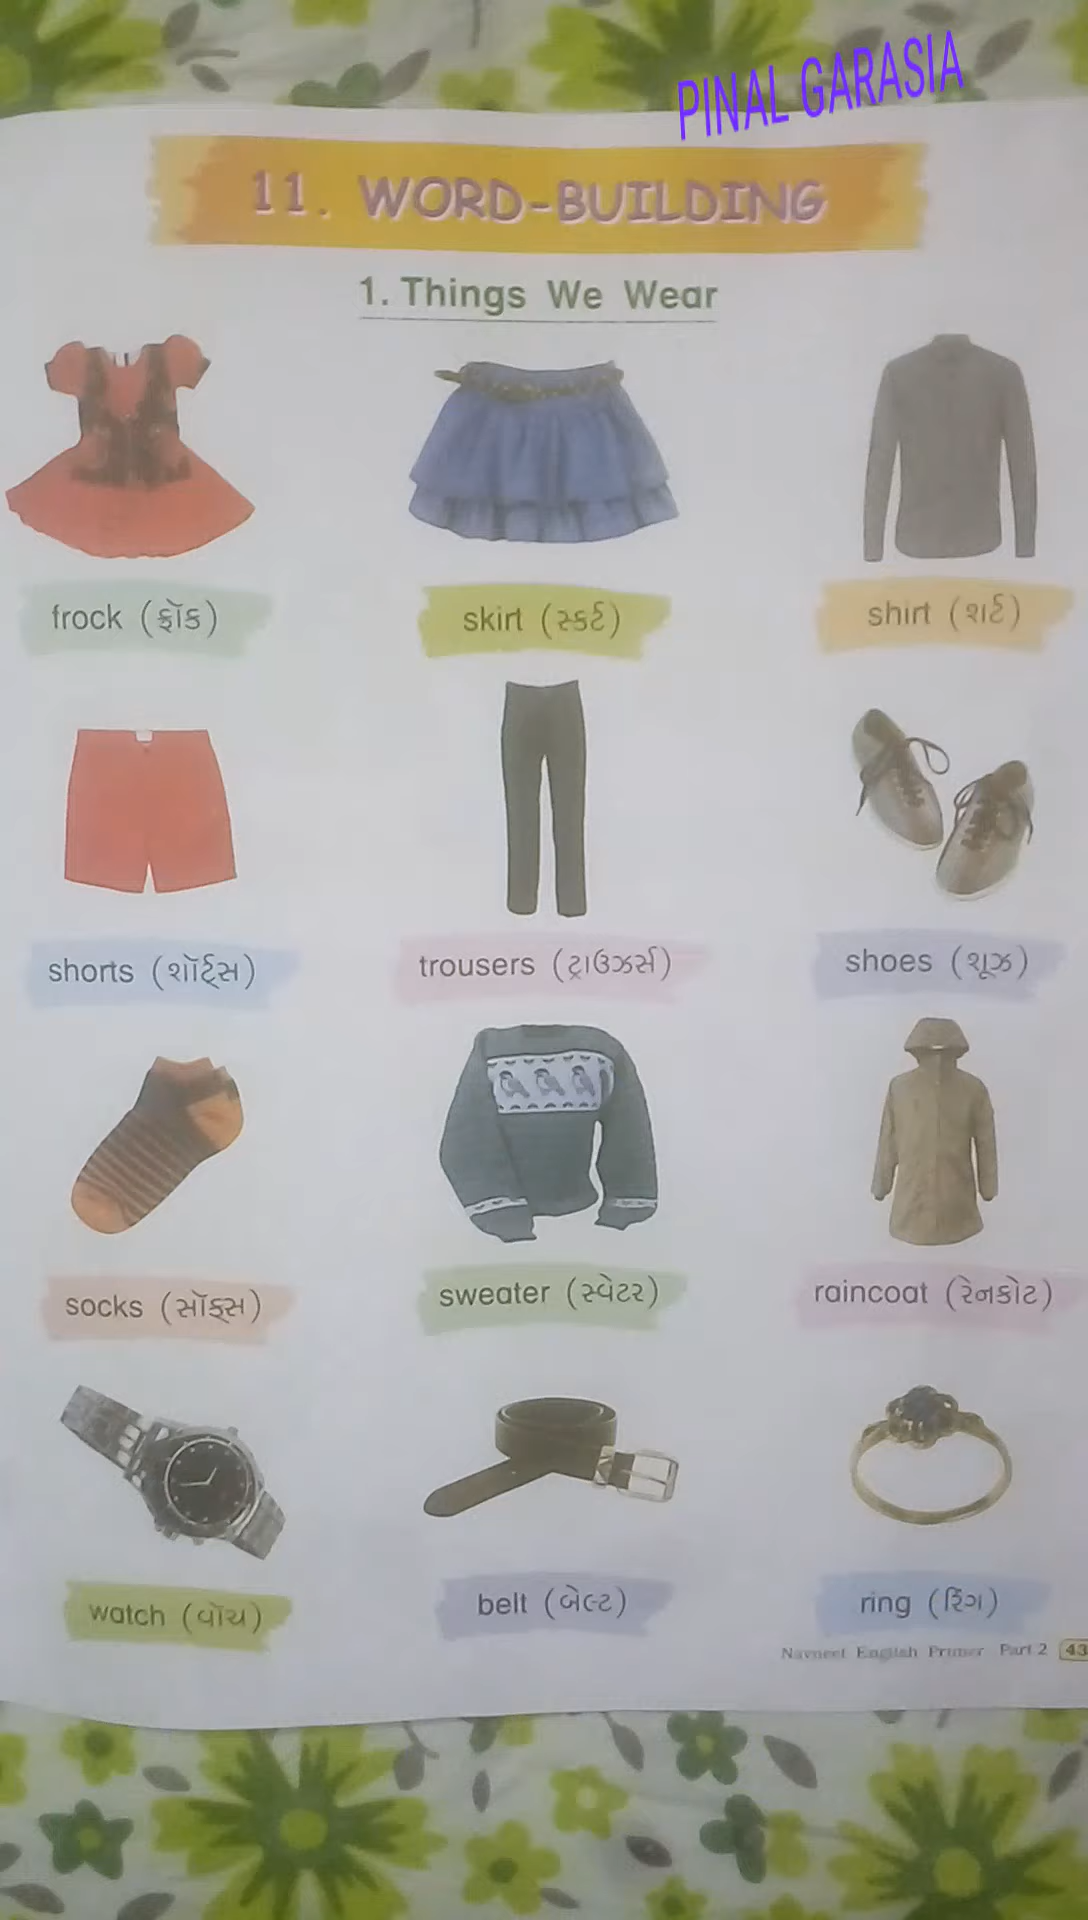 PINAL GARASIA
11. WORD-BUILDING
1. Things We Wear
frock (ફ્રૉક)
skirt (સ્કર્ટ)
shirt (શર્ટ)
shorts (શૉર્ટ્સ)
trousers (ટ્રાઉઝર્સ)
shoes (શૂઝ)
socks (સૉક્સ)
sweater (સ્વેટર)
raincoat (રેનકોટ)
watch (વૉચ)
belt (બેલ્ટ)
ring (રિંગ)
Navneet English Primer Part 2 43